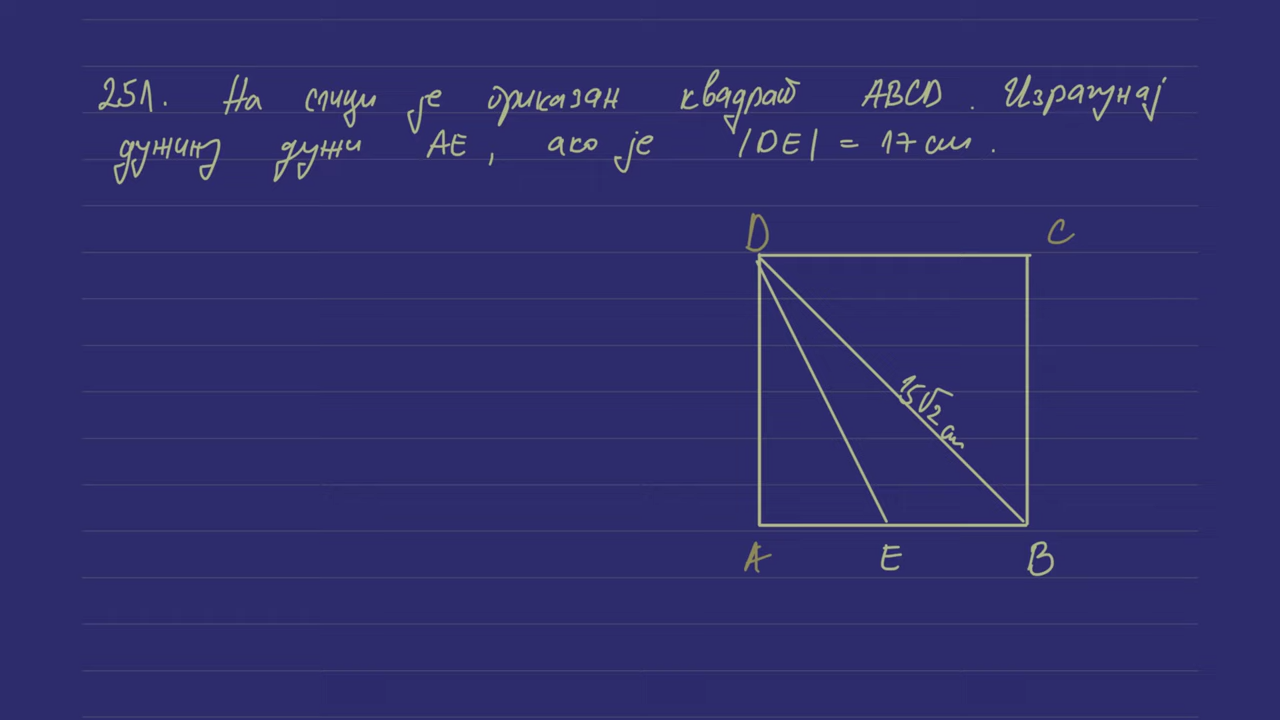 251. На слици је приказан квадрат ABCD. Израчунај
дужину дужи AE, ако је |DE| = 17 cm.
D C
15√2 cm
A E B